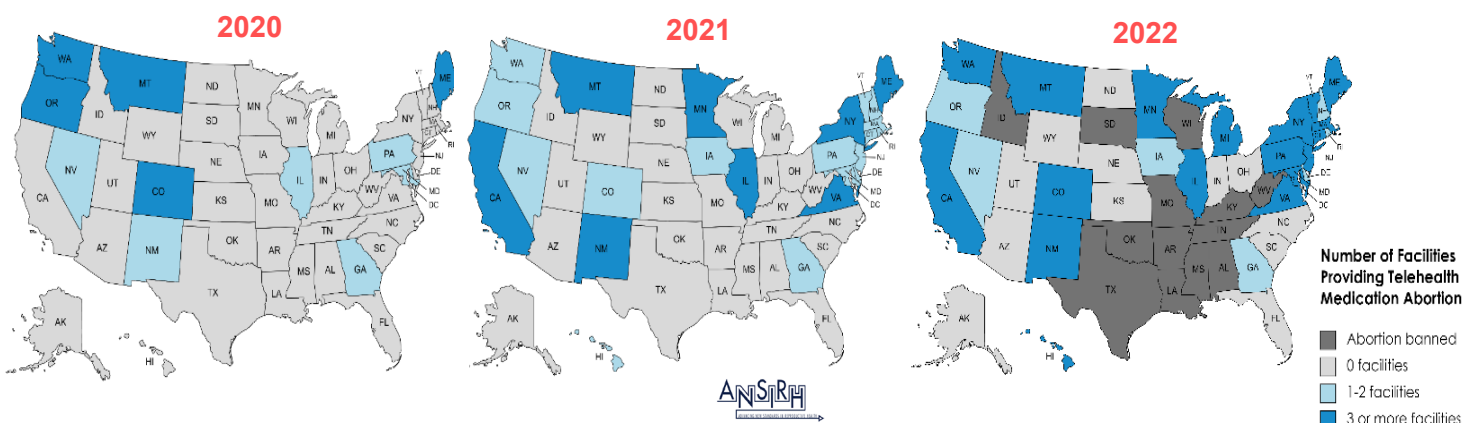 2020
2021
2022
WA
MT
ND
MN
VT
ME
OR
ID
SD
WI
MI
NY
NH
RI
WY
IA
PA
NJ
NE
NV
UT
CO
IL
IN
OH
DE
MD
DC
CA
KS
MO
KY
WV
VA
AZ
NM
OK
AR
TN
NC
SC
TX
LA
MS
AL
GA
FL
AK
HI
WA
MT
ND
MN
VT
ME
OR
ID
SD
WI
MI
NY
NH
RI
WY
IA
PA
NJ
NE
NV
UT
CO
IL
IN
OH
DE
MD
DC
CA
KS
MO
KY
WV
VA
AZ
NM
OK
AR
TN
NC
SC
TX
LA
MS
AL
GA
FL
AK
HI
WA
MT
ND
MN
VT
ME
OR
ID
SD
WI
MI
NY
RI
WY
IA
PA
NJ
NE
NV
UT
CO
IL
IN
OH
DE
MD
DC
CA
KS
MO
KY
WV
VA
AZ
NM
OK
AR
TN
NC
SC
TX
LA
MS
AL
GA
FL
AK
HI
ANSIRH
Number of Facilities
Providing Telehealth
Medication Abortion
Abortion banned
0 facilities
1-2 facilities
3 or more facilities